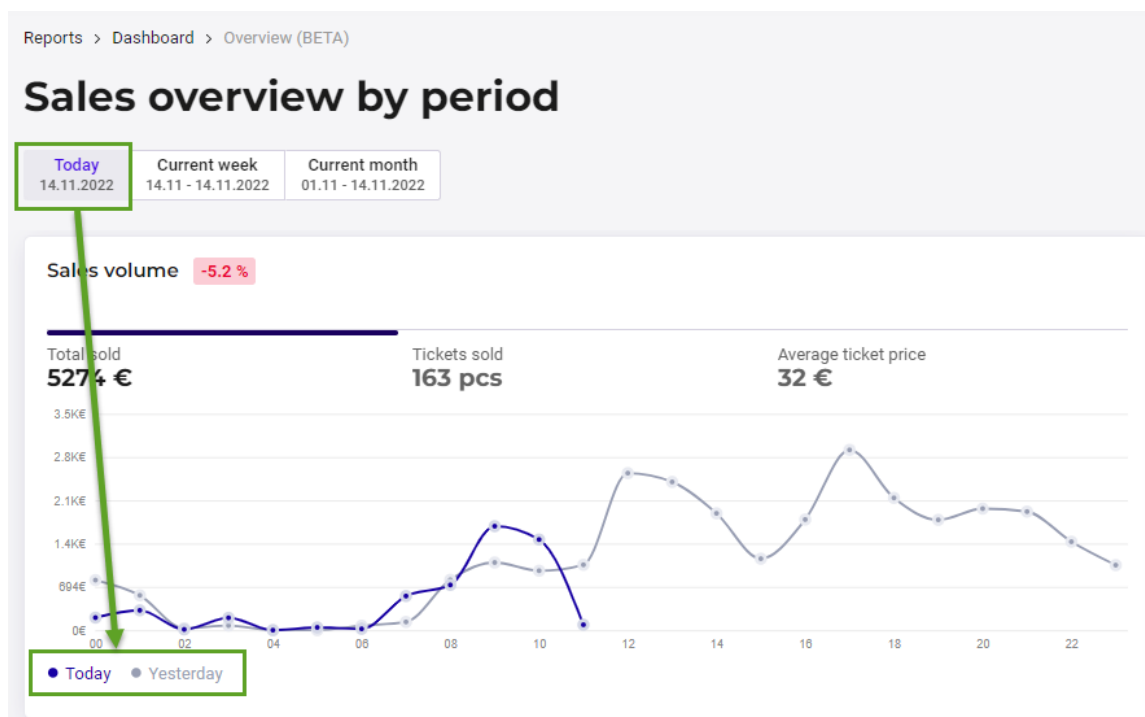 Reports > Dashboard > Overview (BETA)
Sales overview by period
Today Current week Current month
14.11.2022 14.11 - 14.11.2022 01.11 - 14.11.2022
Sales volume -5.2 %
Total sold Tickets sold Average ticket price
5274 € 163 pcs 32 €
3.5K€
2.8K€
2.1K€
1.4K€
694€
0€
00 02 04 06 08 10 12 14 16 18 20 22
Today Yesterday